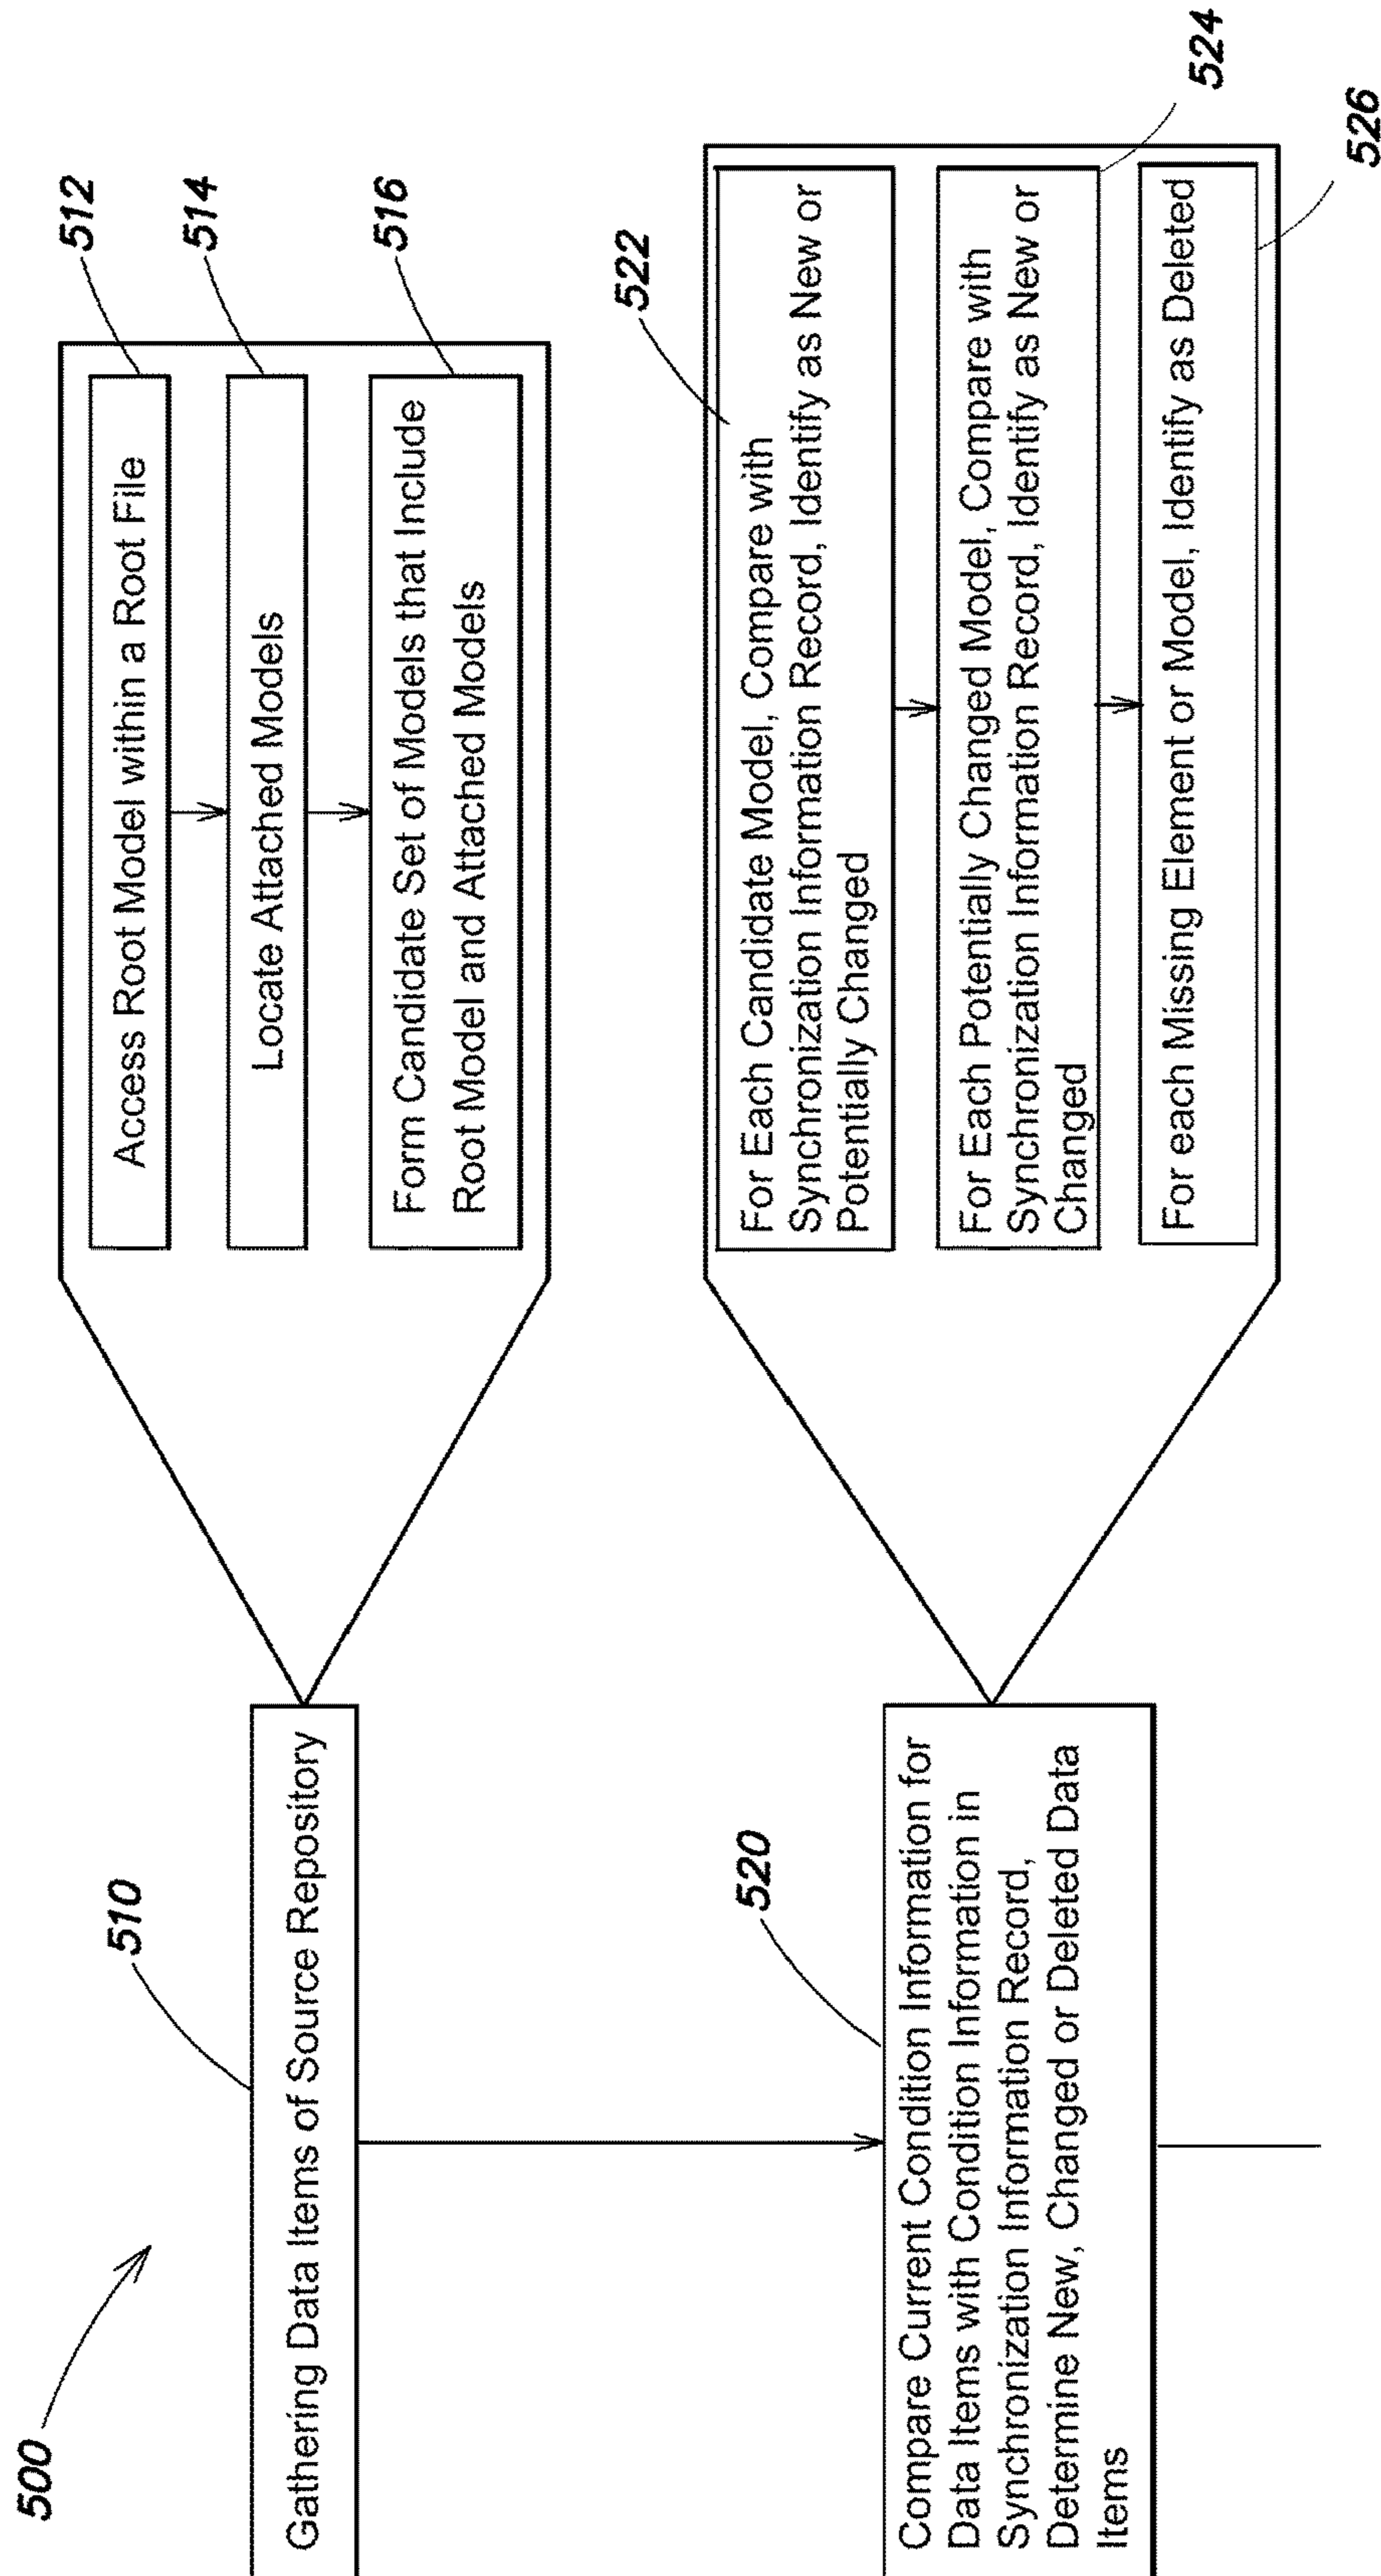 500
510
Gathering Data Items of Source Repository
512
Access Root Model within a Root File
514
Locate Attached Models
516
Form Candidate Set of Models that Include
Root Model and Attached Models
520
Compare Current Condition Information for
Data Items with Condition Information in
Synchronization Information Record,
Determine New, Changed or Deleted Data
Items
522
For Each Candidate Model, Compare with
Synchronization Information Record, Identify as New or
Potentially Changed
524
For Each Potentially Changed Model, Compare with
Synchronization Information Record, Identify as New or
Changed
526
For each Missing Element or Model, Identify as Deleted